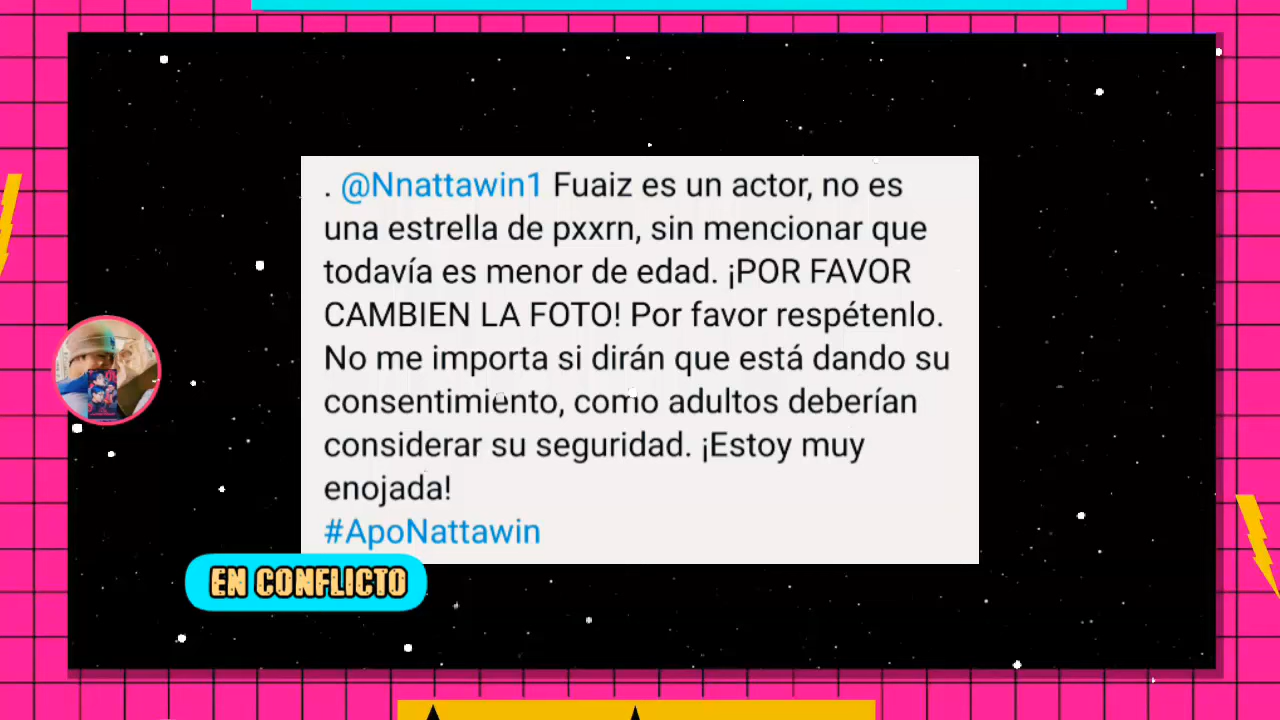 . @Nnattawin1 Fuaiz es un actor, no es
una estrella de pxxrn, sin mencionar que
todavía es menor de edad. ¡POR FAVOR
CAMBIEN LA FOTO! Por favor respétenlo.
No me importa si dirán que está dando su
consentimiento, como adultos deberían
considerar su seguridad. ¡Estoy muy
enojada!
#ApoNattawin
EN CONFLICTO